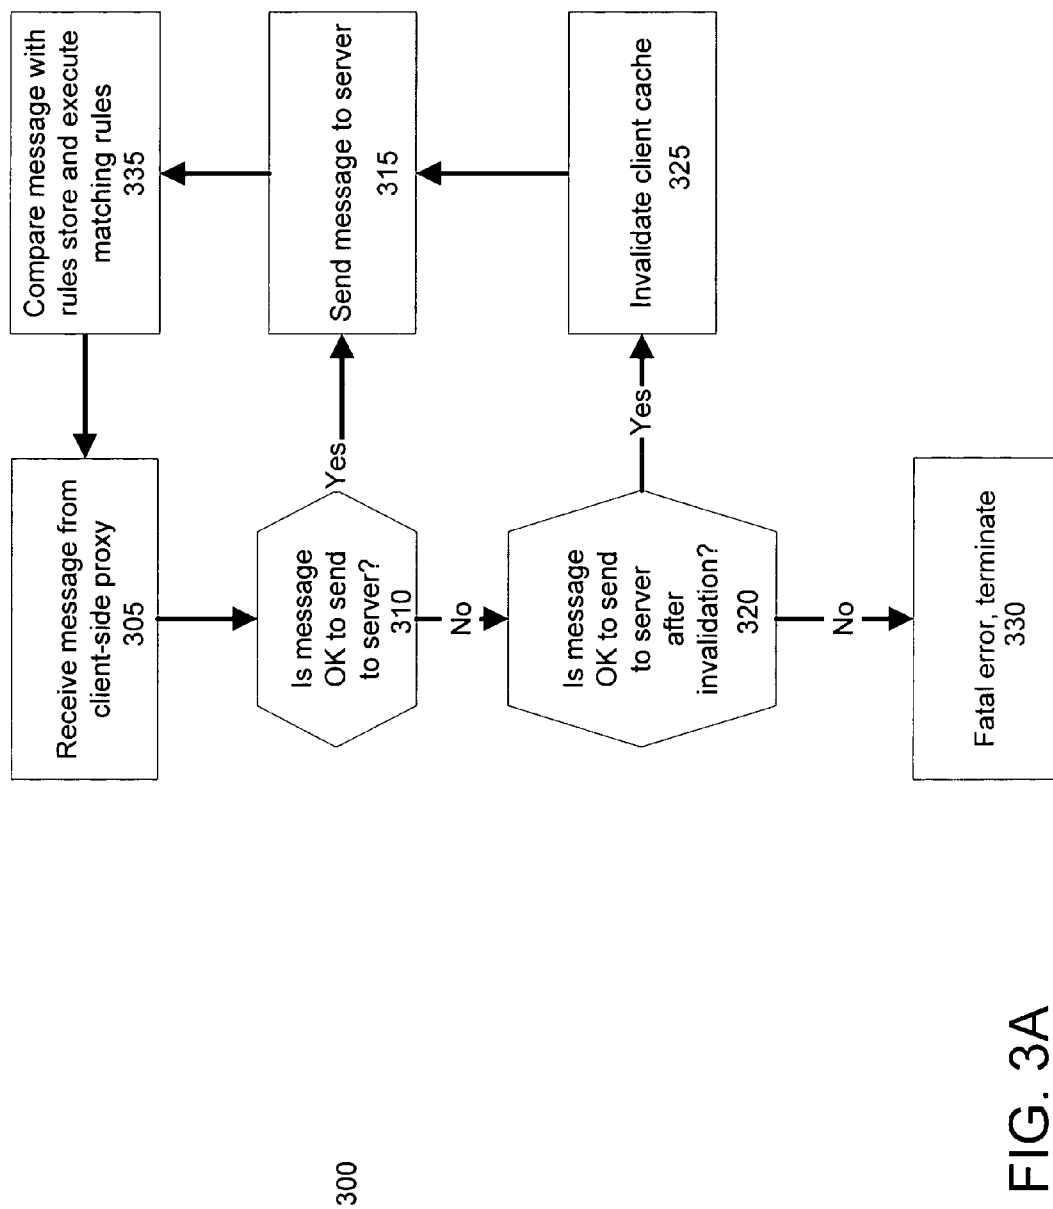 300
Receive message from
client-side proxy
305
Is message
OK to send
to server?
310
Yes
No
Send message to server
315
Compare message with
rules store and execute
matching rules
335
Is message
OK to send
to server
after
invalidation?
320
Yes
No
Invalidate client cache
325
Fatal error, terminate
330
FIG. 3A